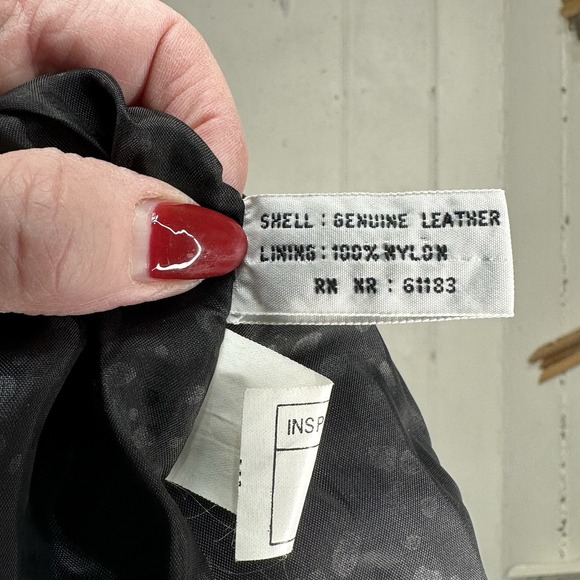 SHELL : GENUINE LEATHER
LINING : 100% NYLON
RN NR : 61183
INSP